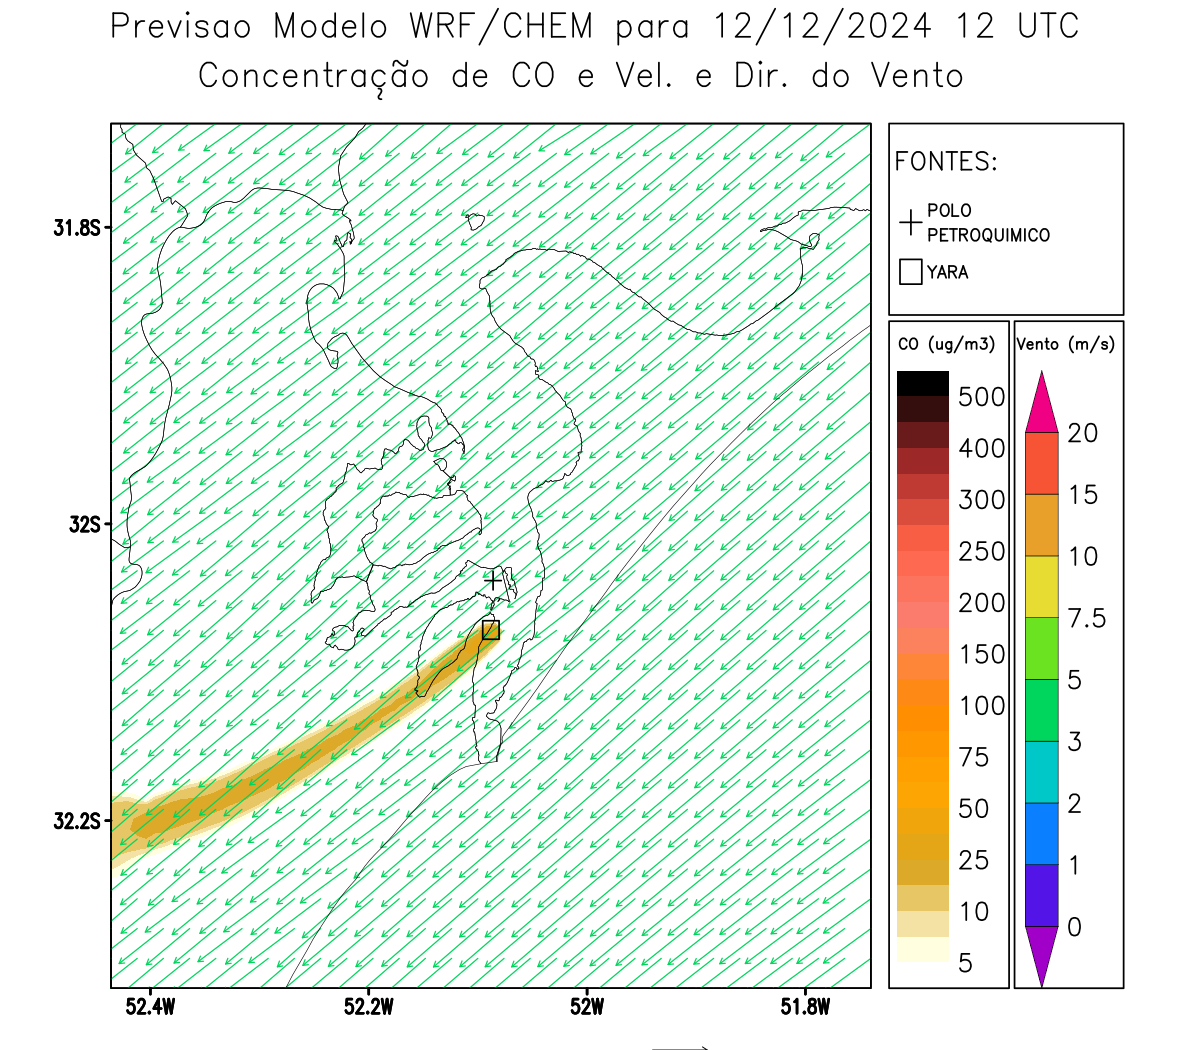 Previsao Modelo WRF/CHEM para 12/12/2024 12 UTC
Concentração de CO e Vel. e Dir. do Vento
FONTES:
POLO
PETROQUIMICO
YARA
CO (ug/m3)
500
400
300
250
200
150
100
75
50
25
10
5
Vento (m/s)
20
15
10
7.5
5
3
2
1
0
31.8S
32S
32.2S
52.4W
52.2W
52W
51.8W